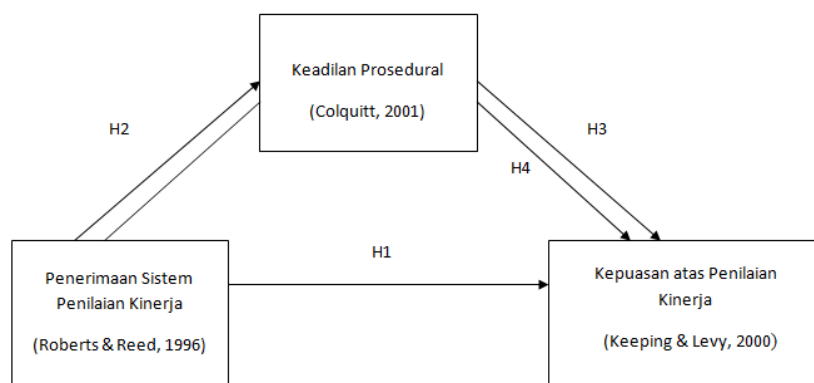 Keadilan Prosedural
(Colquitt, 2001)
H2
H3
H4
H1
Penerimaan Sistem
Penilaian Kinerja
(Roberts & Reed, 1996)
Kepuasan atas Penilaian
Kinerja
(Keeping & Levy, 2000)